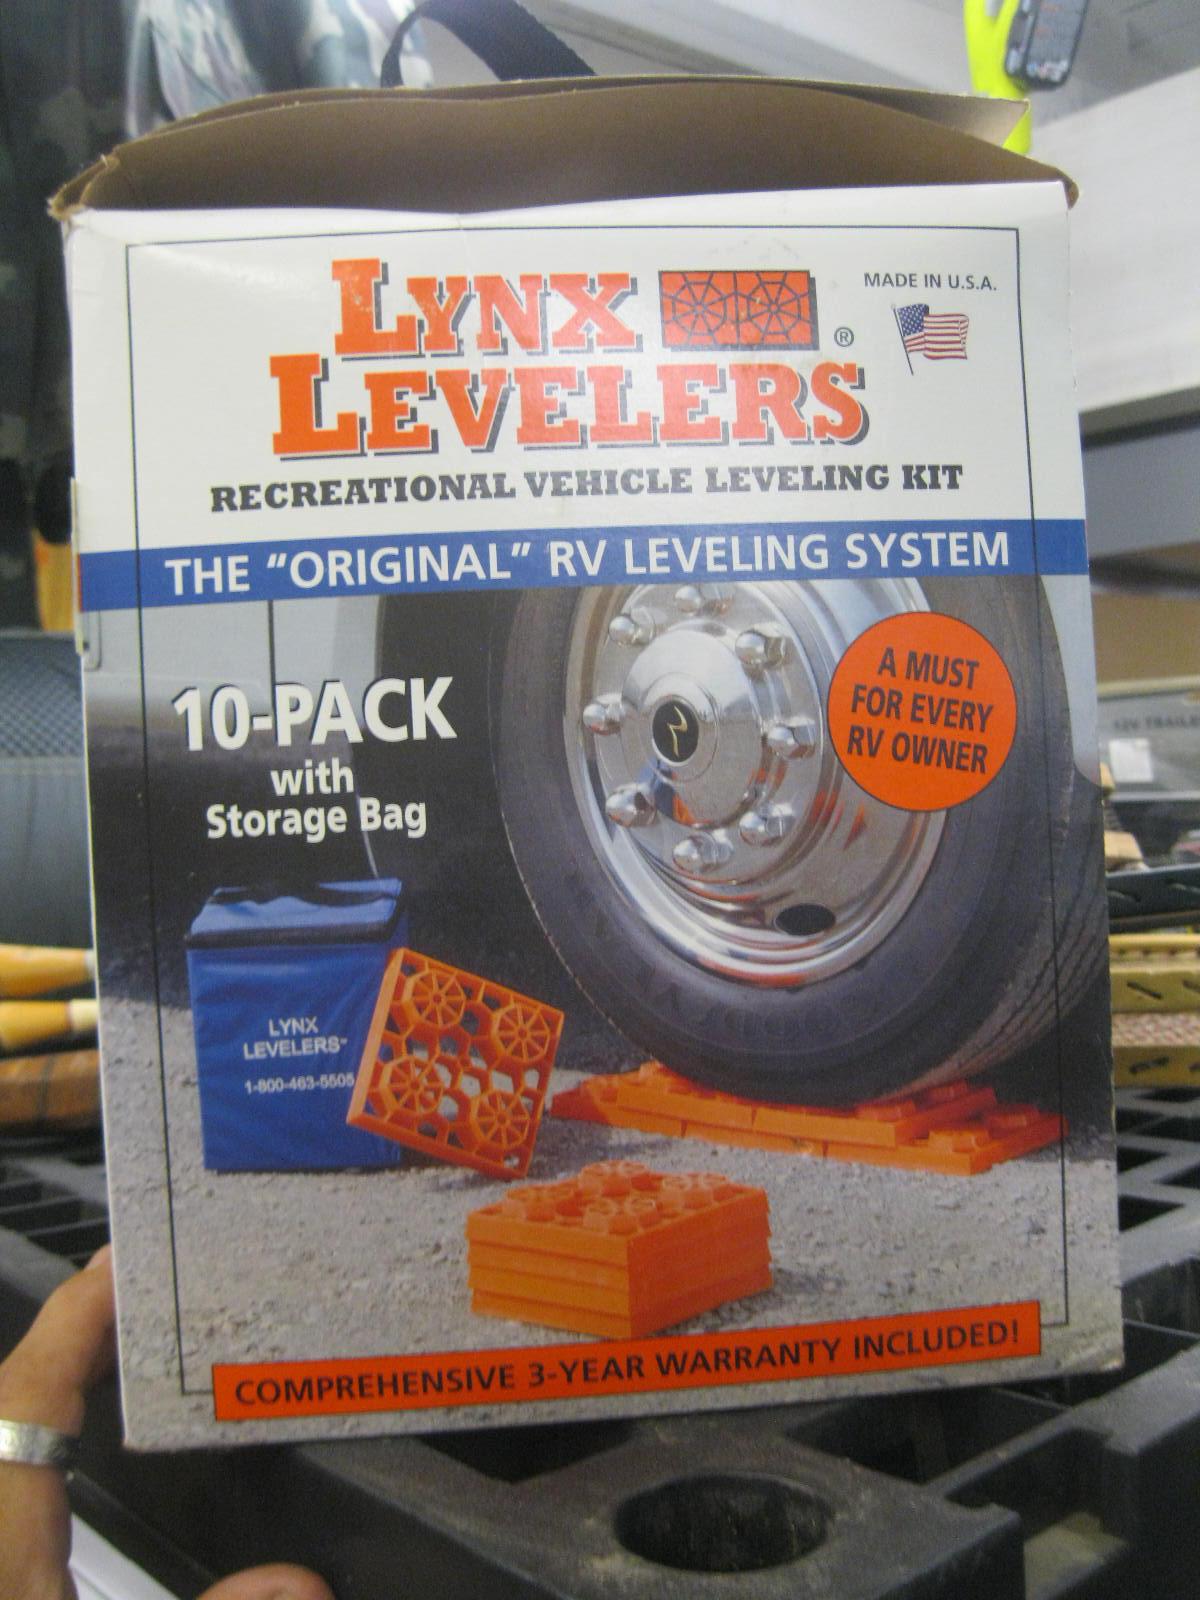 LYNX ®
LEVELERS
MADE IN U.S.A.
RECREATIONAL VEHICLE LEVELING KIT
THE "ORIGINAL" RV LEVELING SYSTEM
A MUST
FOR EVERY
RV OWNER
10-PACK
with
Storage Bag
LYNX
LEVELERS™
1-800-463-5505
COMPREHENSIVE 3-YEAR WARRANTY INCLUDED!